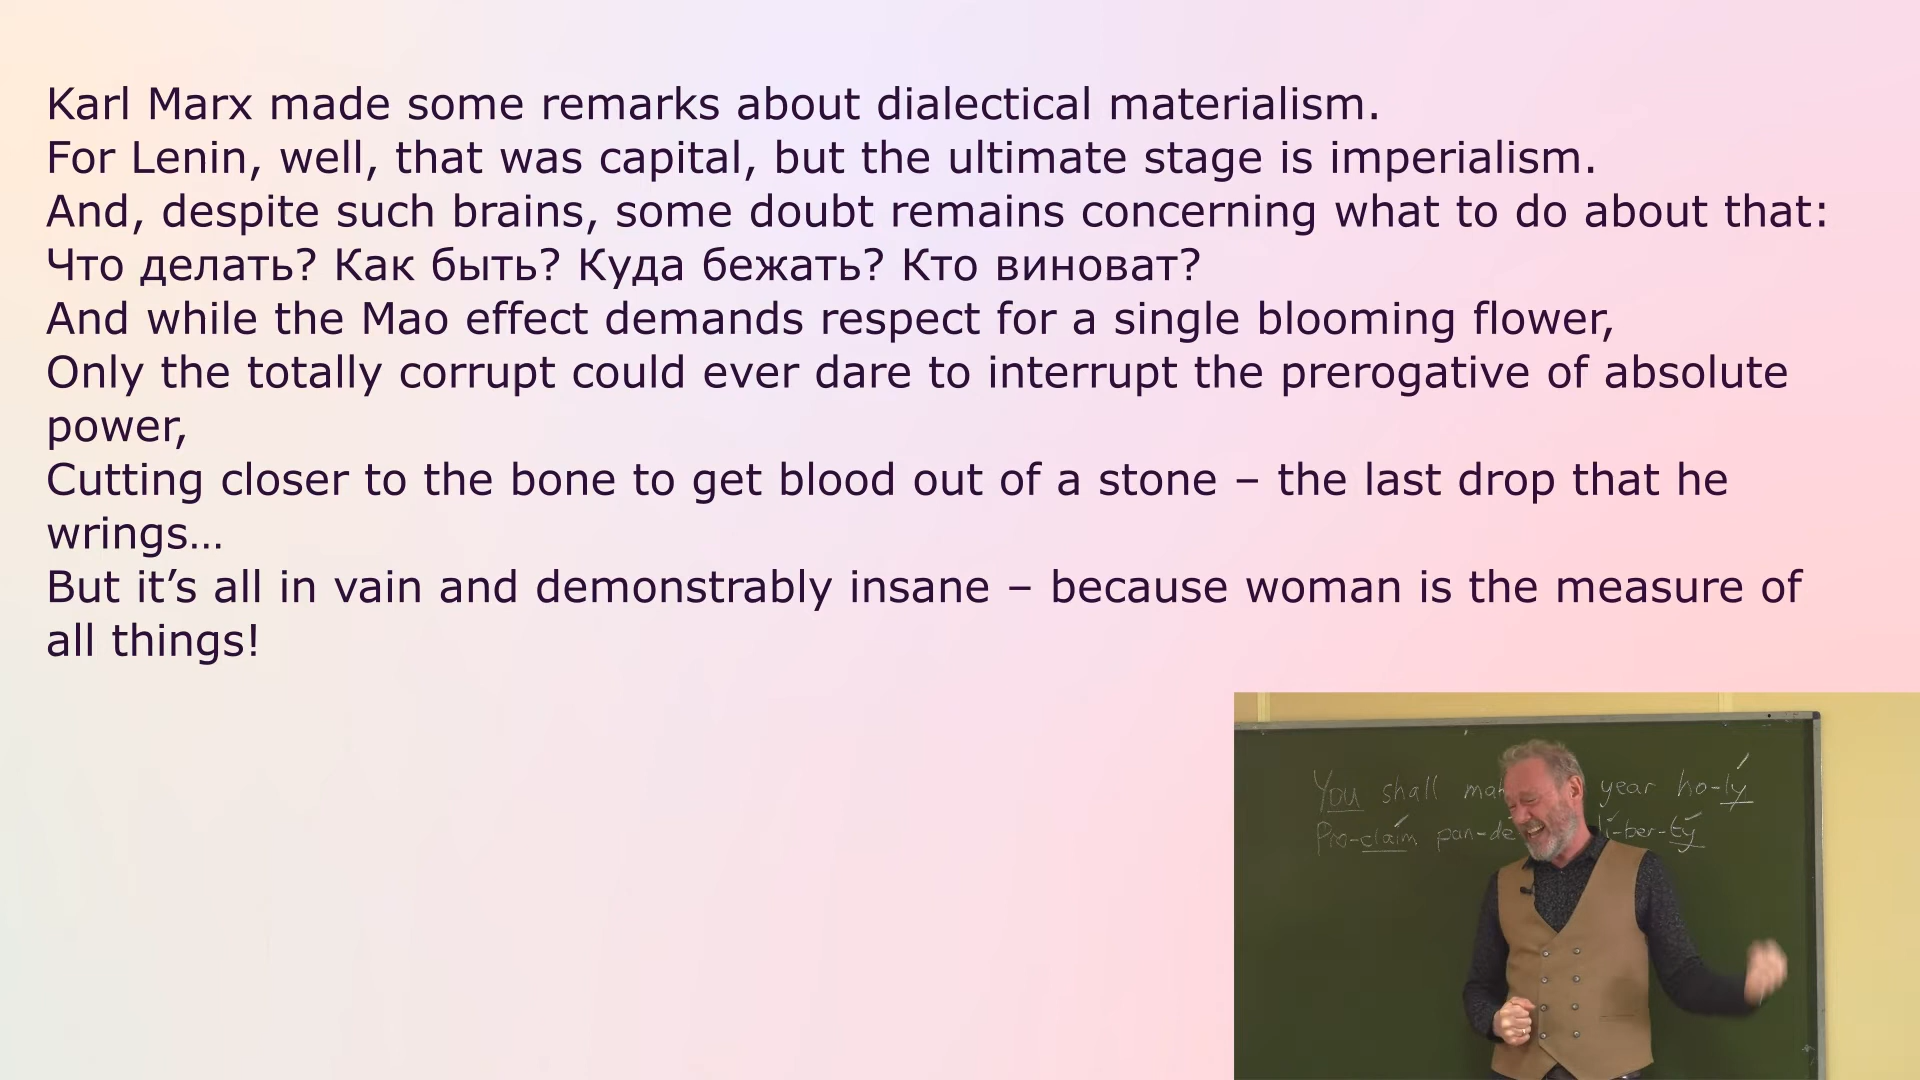 Karl Marx made some remarks about dialectical materialism.
For Lenin, well, that was capital, but the ultimate stage is imperialism.
And, despite such brains, some doubt remains concerning what to do about that:
Что делать? Как быть? Куда бежать? Кто виноват?
And while the Mao effect demands respect for a single blooming flower,
Only the totally corrupt could ever dare to interrupt the prerogative of absolute
power,
Cutting closer to the bone to get blood out of a stone – the last drop that he
wrings…
But it’s all in vain and demonstrably insane – because woman is the measure of
all things!
You shall year ho-ly
Pro-claim li-ber-ty